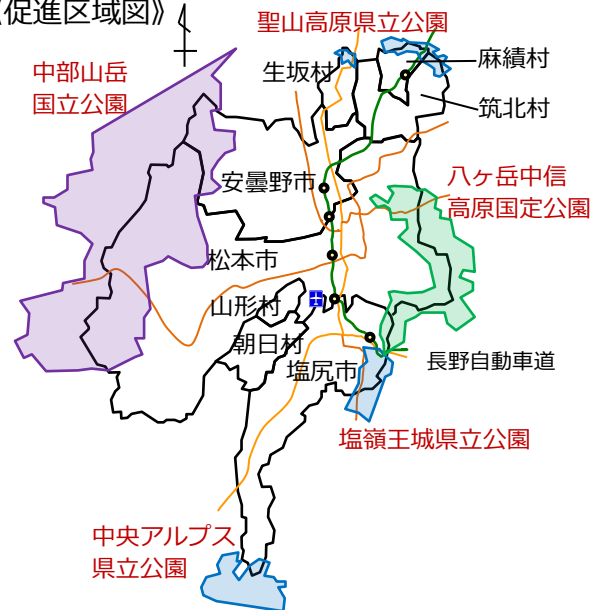 《促進区域図》
聖山高原県立公園
中部山岳
国立公園
生坂村
麻績村
筑北村
安曇野市
八ヶ岳中信
高原国定公園
松本市
山形村
朝日村
塩尻市
長野自動車道
塩嶺王城県立公園
中央アルプス
県立公園